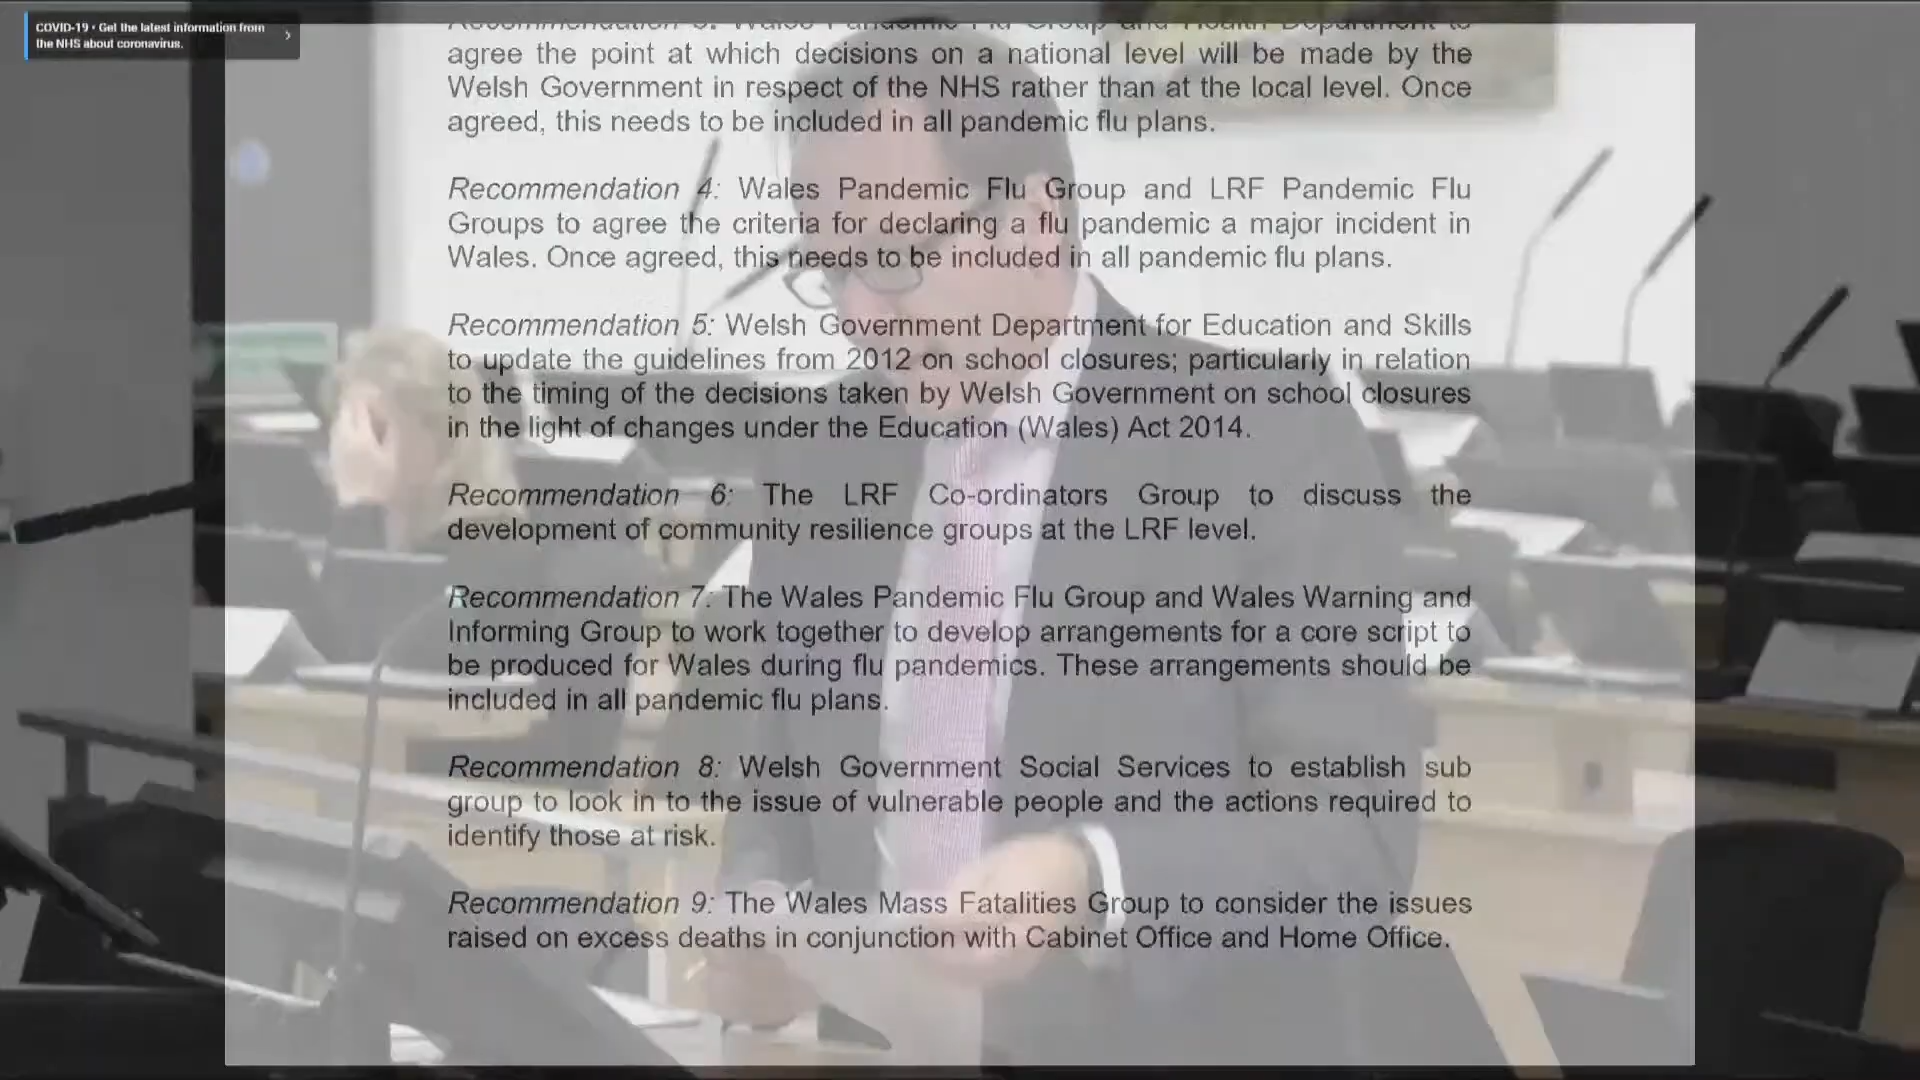 COVID-19 • Get the latest information from
the NHS about coronavirus.
Recommendation 3: Wales Pandemic Flu Group and Health Department to
agree the point at which decisions on a national level will be made by the
Welsh Government in respect of the NHS rather than at the local level. Once
agreed, this needs to be included in all pandemic flu plans.
Recommendation 4: Wales Pandemic Flu Group and LRF Pandemic Flu
Groups to agree the criteria for declaring a flu pandemic a major incident in
Wales. Once agreed, this needs to be included in all pandemic flu plans.
Recommendation 5: Welsh Government Department for Education and Skills
to update the guidelines from 2012 on school closures; particularly in relation
to the timing of the decisions taken by Welsh Government on school closures
in the light of changes under the Education (Wales) Act 2014.
Recommendation 6: The LRF Co-ordinators Group to discuss the
development of community resilience groups at the LRF level.
Recommendation 7: The Wales Pandemic Flu Group and Wales Warning and
Informing Group to work together to develop arrangements for a core script to
be produced for Wales during flu pandemics. These arrangements should be
included in all pandemic flu plans.
Recommendation 8: Welsh Government Social Services to establish sub
group to look in to the issue of vulnerable people and the actions required to
identify those at risk.
Recommendation 9: The Wales Mass Fatalities Group to consider the issues
raised on excess deaths in conjunction with Cabinet Office and Home Office.